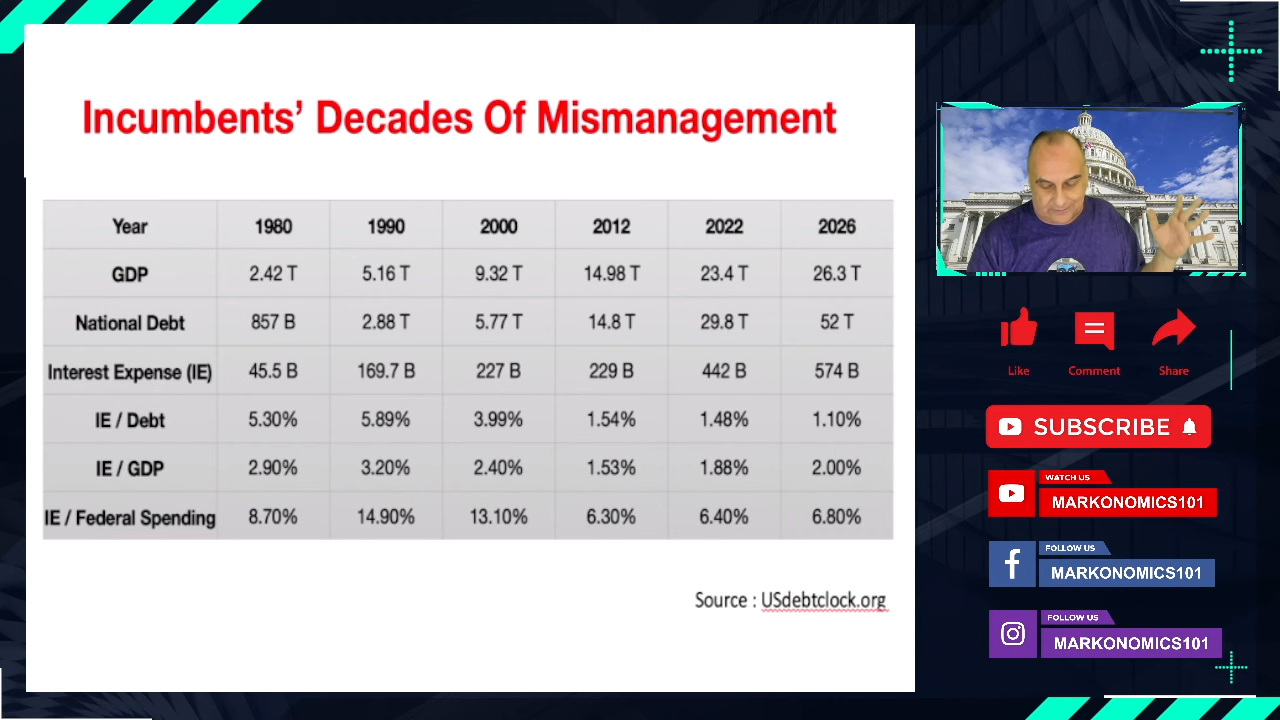 Incumbents’ Decades Of Mismanagement
Year 1980 1990 2000 2012 2022 2026
GDP 2.42 T 5.16 T 9.32 T 14.98 T 23.4 T 26.3 T
National Debt 857 B 2.88 T 5.77 T 14.8 T 29.8 T 52 T
Interest Expense (IE) 45.5 B 169.7 B 227 B 229 B 442 B 574 B
IE / Debt 5.30% 5.89% 3.99% 1.54% 1.48% 1.10%
IE / GDP 2.90% 3.20% 2.40% 1.53% 1.88% 2.00%
IE / Federal Spending 8.70% 14.90% 13.10% 6.30% 6.40% 6.80%
Source : USdebtclock.org
Like Comment Share
SUBSCRIBE
WATCH US
MARKONOMICS101
FOLLOW US
MARKONOMICS101
FOLLOW US
MARKONOMICS101